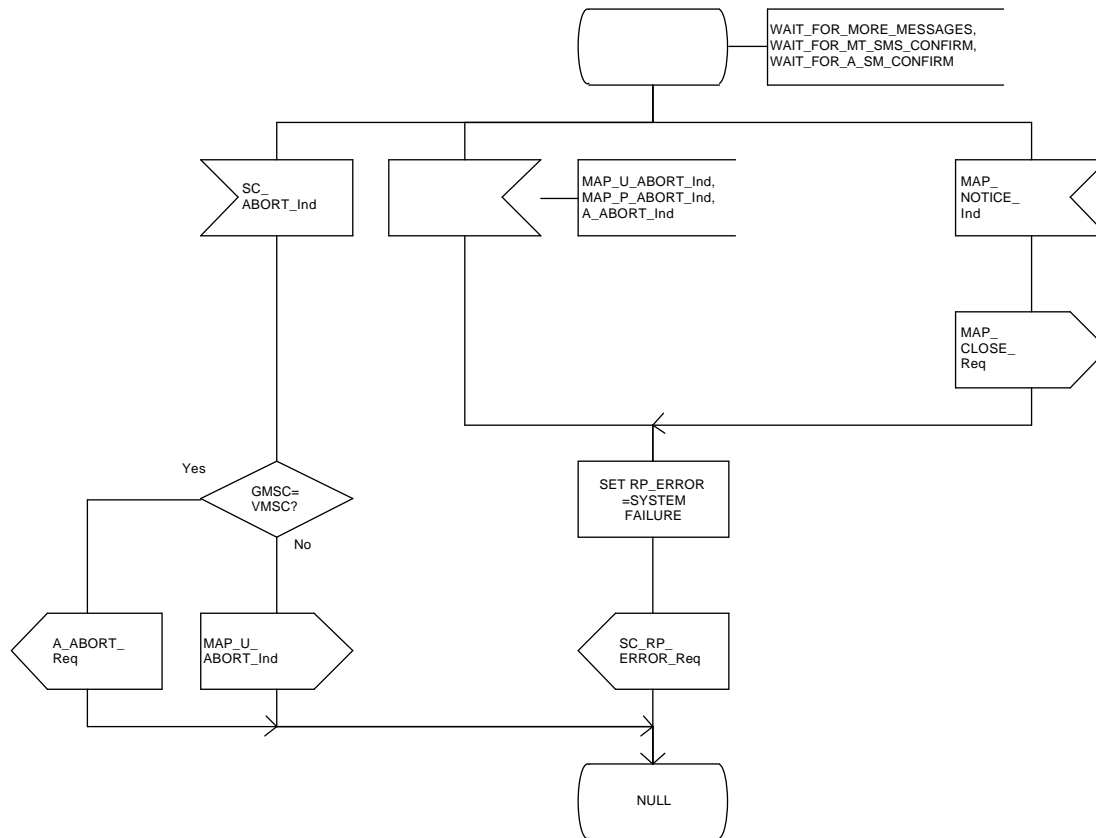 WAIT_FOR_MORE_MESSAGES,
WAIT_FOR_MT_SMS_CONFIRM,
WAIT_FOR_A_SM_CONFIRM
SC_
ABORT_Ind
MAP_U_ABORT_Ind,
MAP_P_ABORT_Ind,
A_ABORT_Ind
MAP_
NOTICE_
Ind
MAP_
CLOSE_
Req
Yes
GMSC=
VMSC?
No
SET RP_ERROR
=SYSTEM
FAILURE
A_ABORT_
Req
MAP_U_
ABORT_Ind
SC_RP_
ERROR_Req
NULL